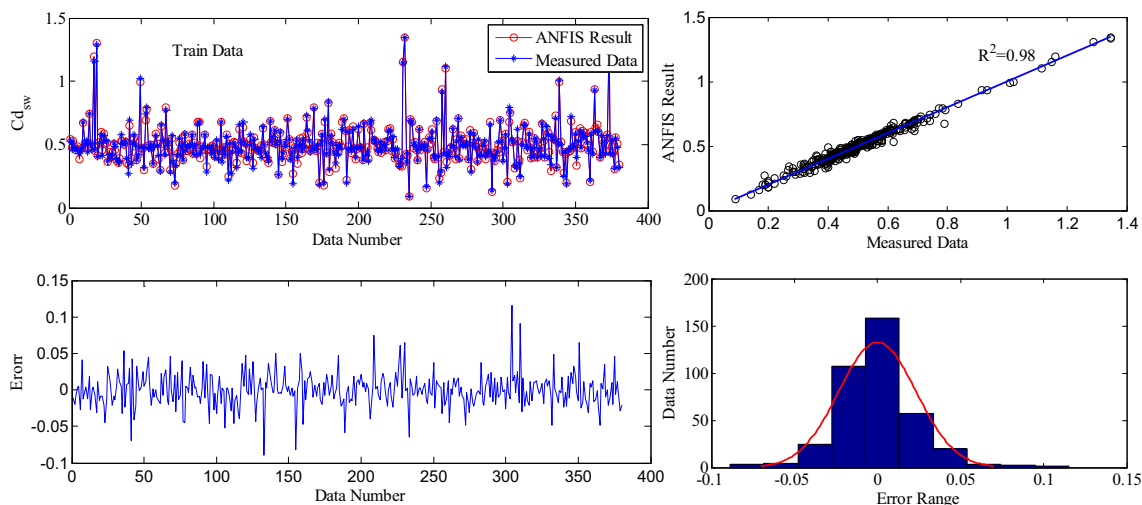 1.5
1
0.5
0
Cd_sw
Train Data
ANFIS Result
Measured Data
0 50 100 150 200 250 300 350 400
Data Number
1.5
1
0.5
0
ANFIS Result
R²=0.98
0 0.2 0.4 0.6 0.8 1 1.2 1.4
Measured Data
0.15
0.1
0.05
0
-0.05
-0.1
Erorr
0 50 100 150 200 250 300 350 400
Data Number
200
150
100
50
0
Data Number
-0.1 -0.05 0 0.05 0.1 0.15
Error Range